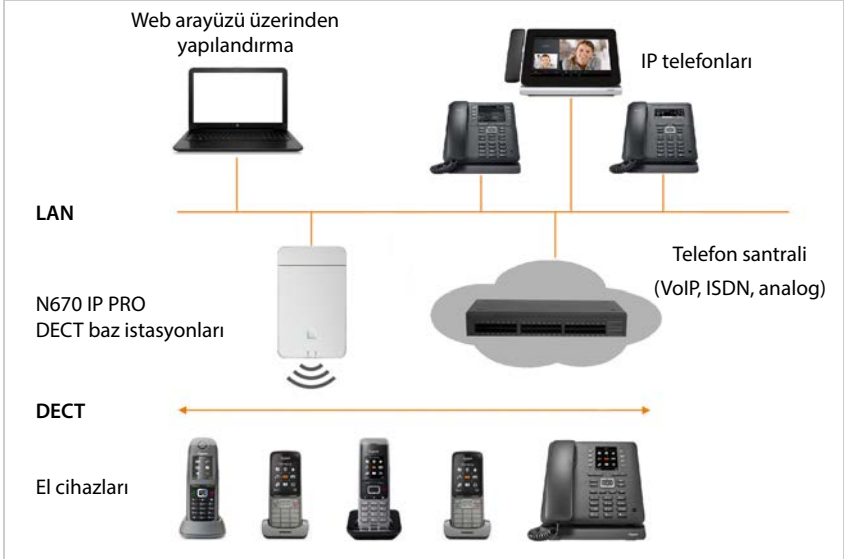 Web arayüzü üzerinden
yapılandırma
IP telefonları
LAN
Telefon santrali
(VoIP, ISDN, analog)
N670 IP PRO
DECT baz istasyonları
DECT
El cihazları